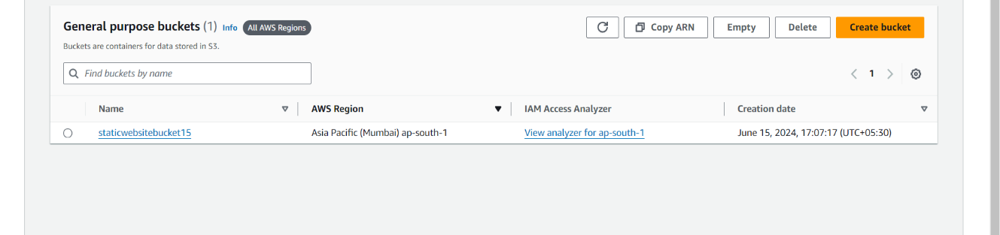 General purpose buckets (1) Info All AWS Regions Copy ARN Empty Delete Create bucket
Buckets are containers for data stored in S3.
Find buckets by name 1
Name AWS Region IAM Access Analyzer Creation date
staticwebsitebucket15 Asia Pacific (Mumbai) ap-south-1 View analyzer for ap-south-1 June 15, 2024, 17:07:17 (UTC+05:30)